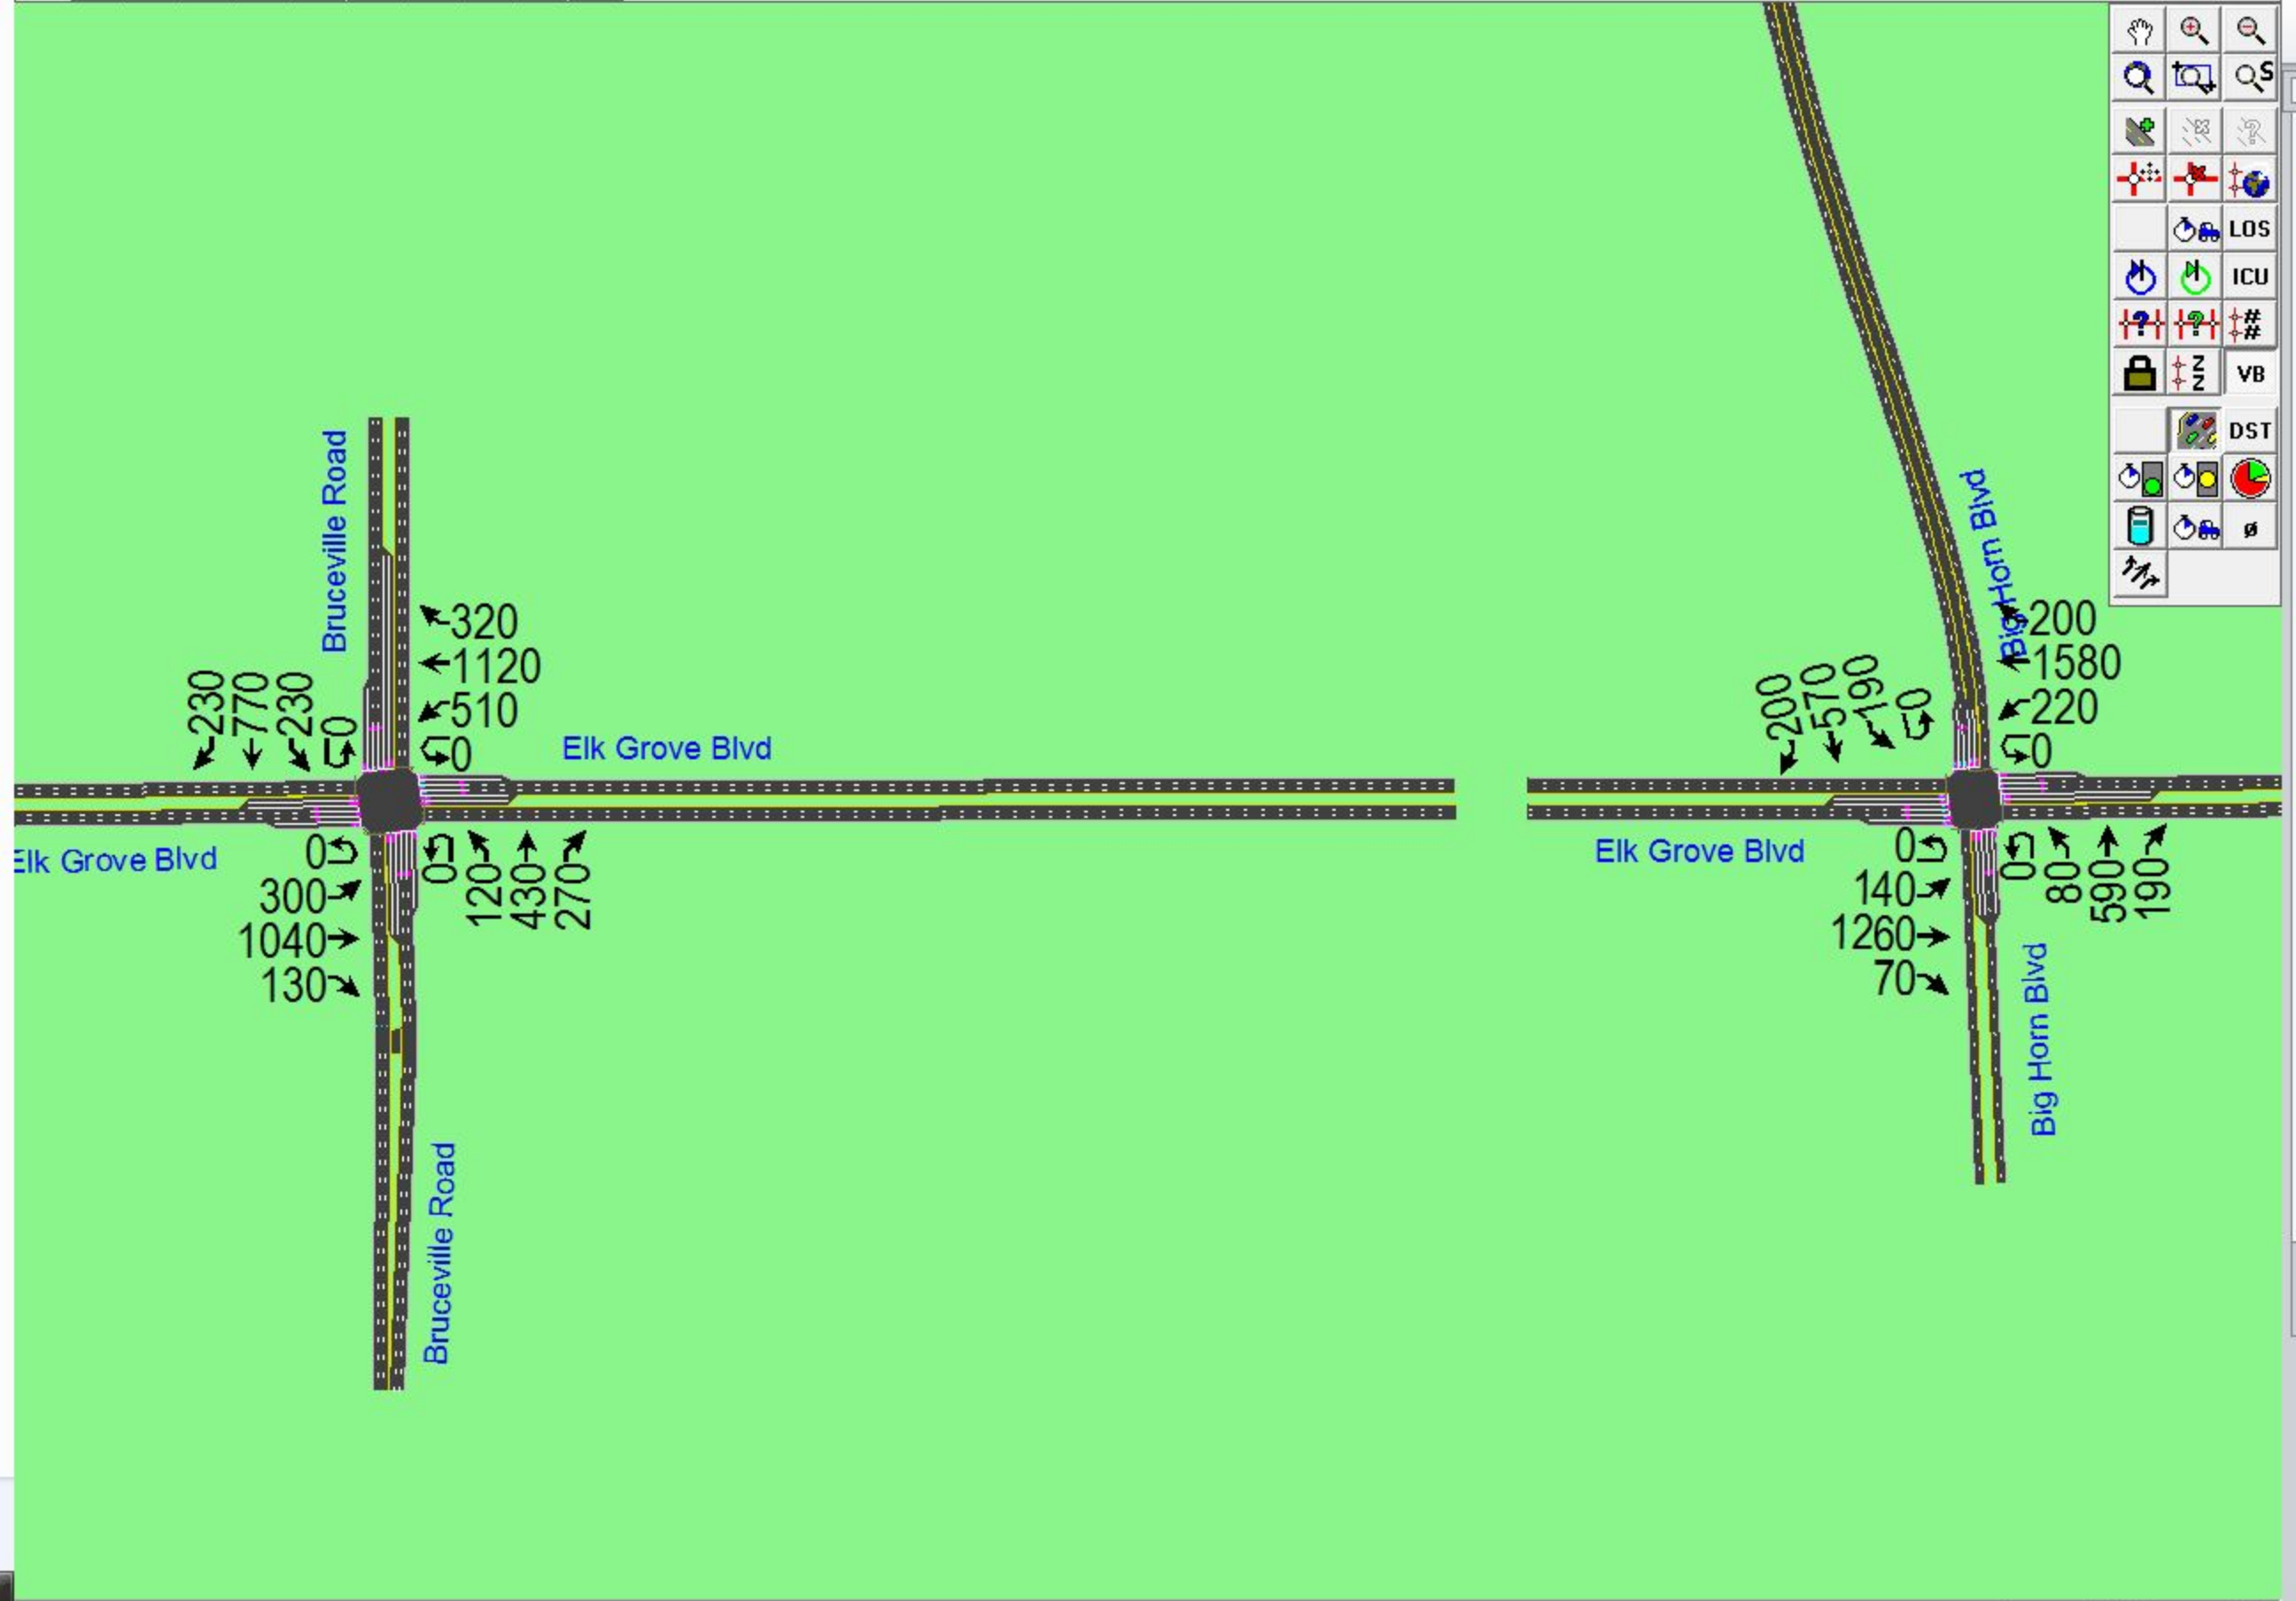 LOS
ICU
#
#
Z
Z
VB
DST
ø
S
Bruceville Road
320
1120
510
0
230
770
230
0
Elk Grove Blvd
Elk Grove Blvd
0
300
1040
130
0
120
430
270
Bruceville Road
Big Horn Blvd
200
1580
220
0
200
570
190
0
Elk Grove Blvd
0
140
1260
70
0
80
590
190
Big Horn Blvd